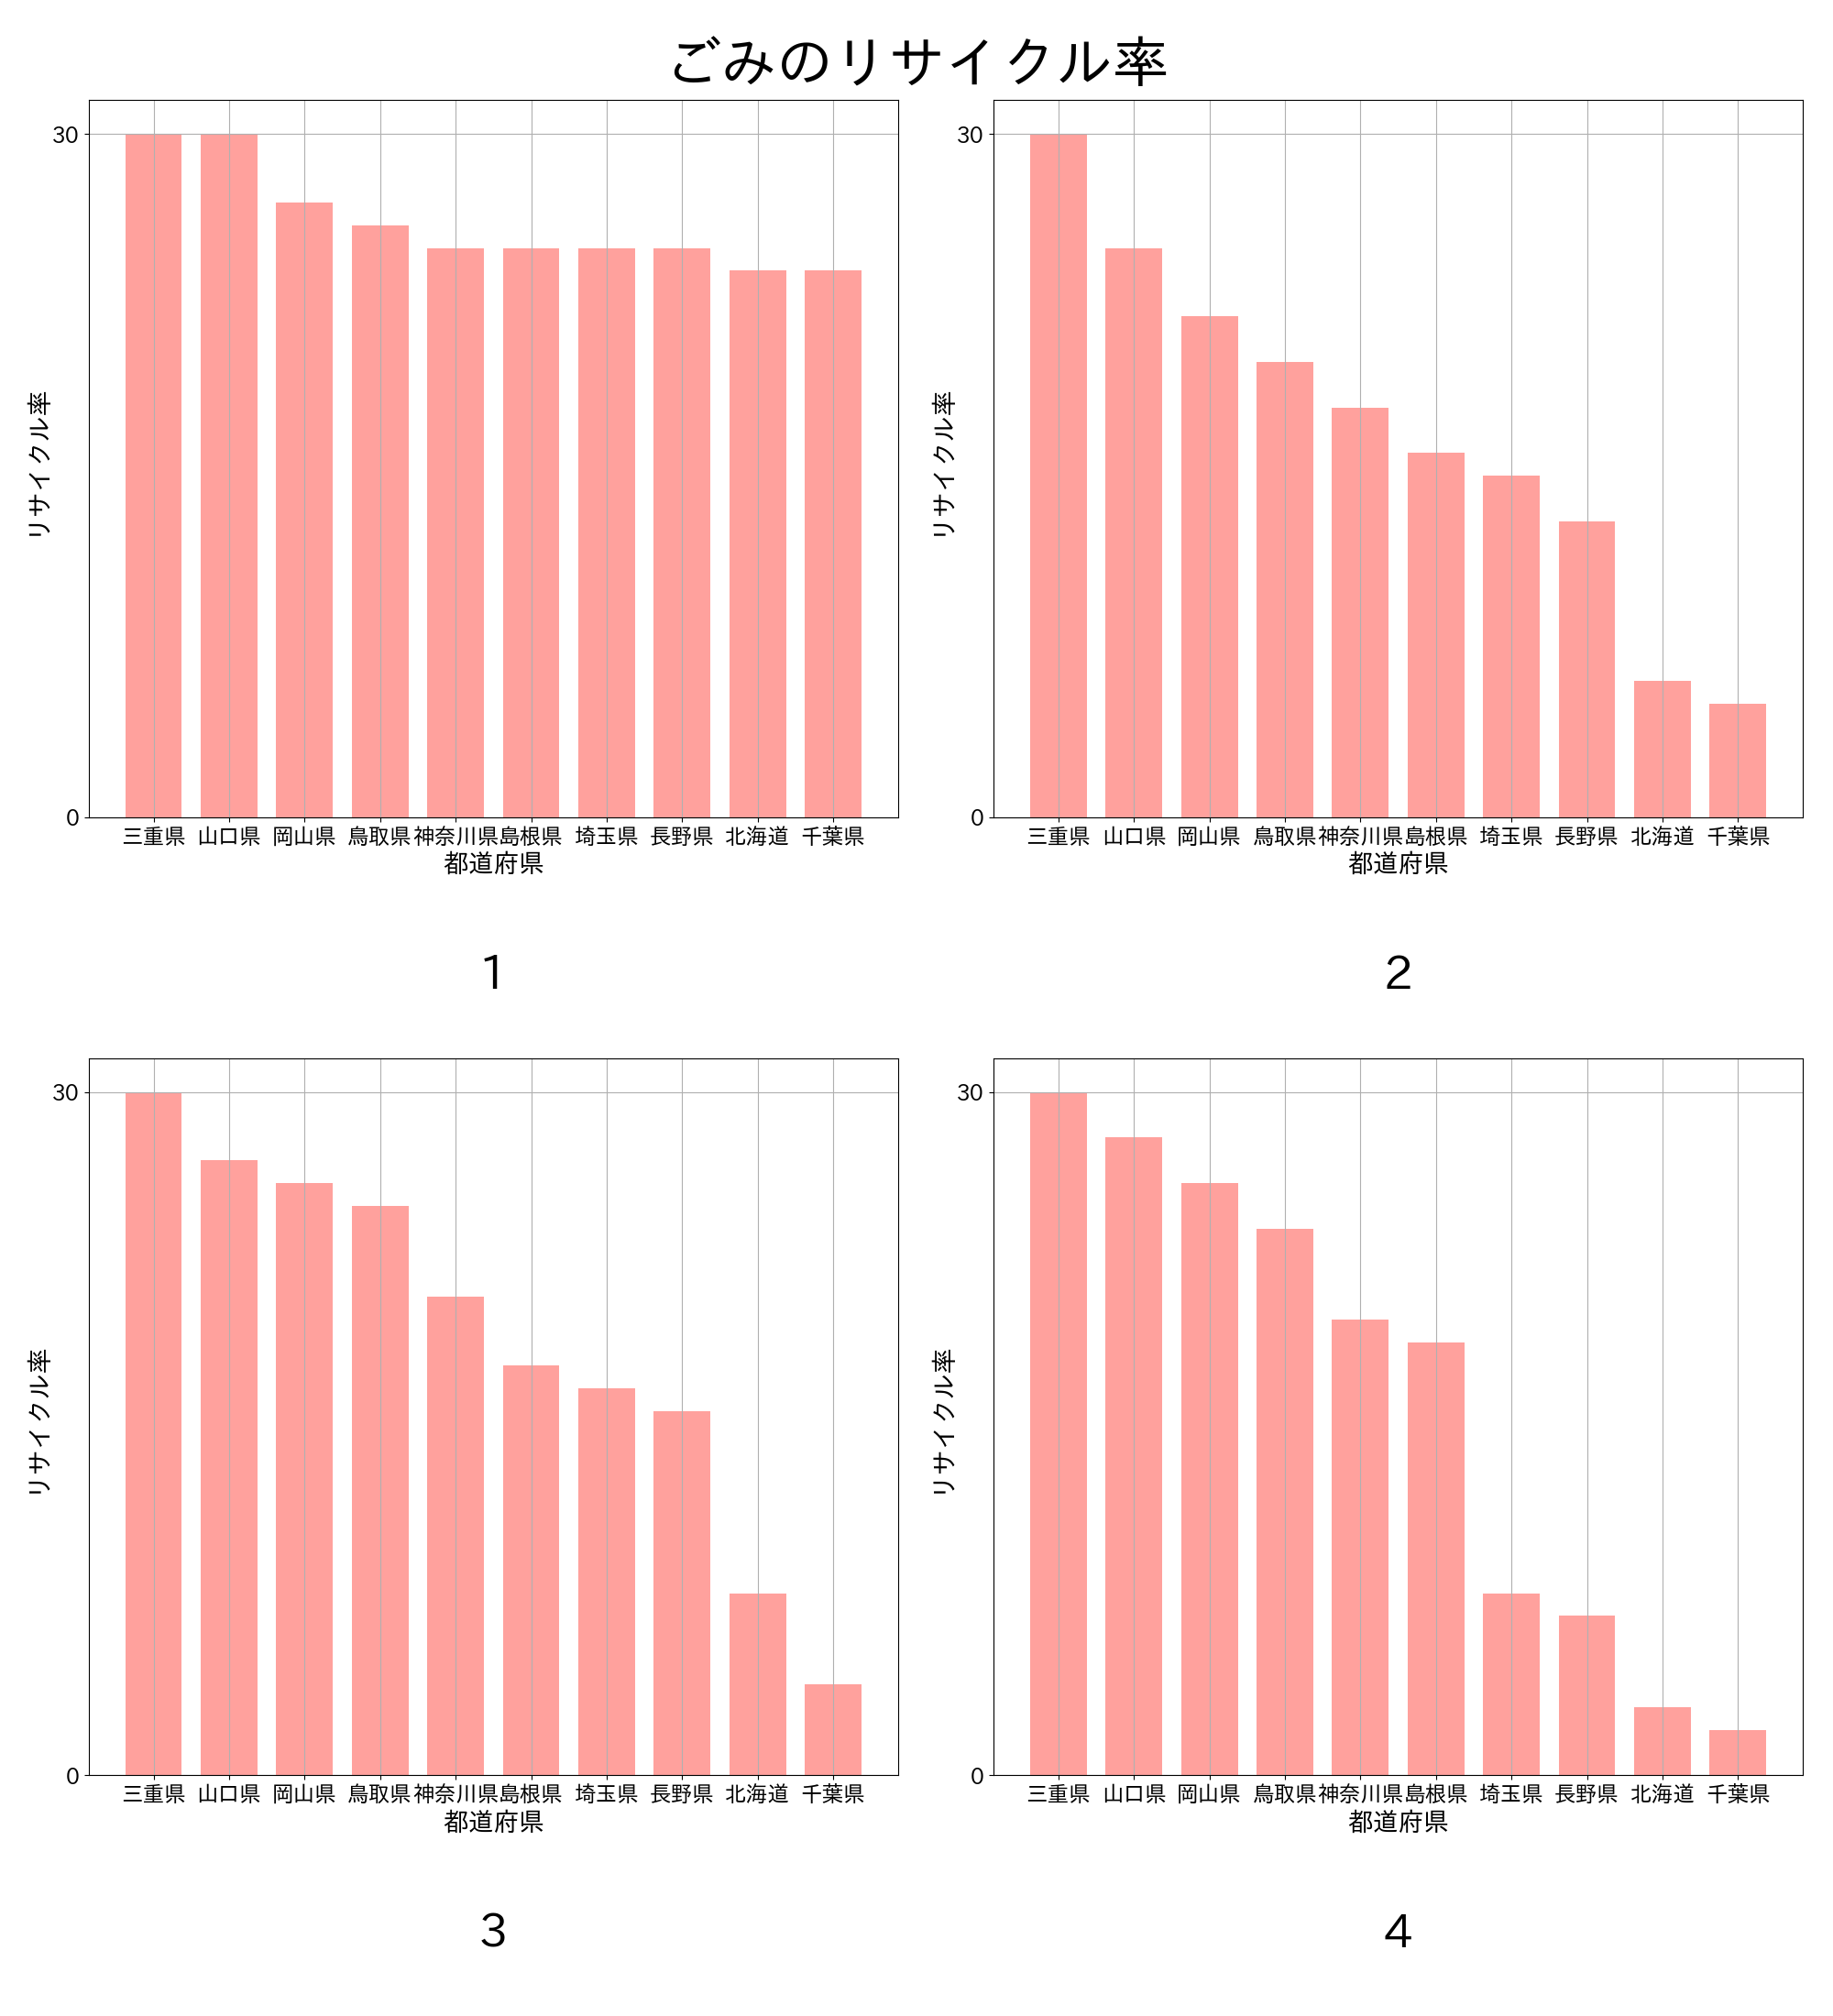 ごみのリサイクル率
30
0
リサイクル率
三重県 山口県 岡山県 鳥取県 神奈川県 島根県 埼玉県 長野県 北海道 千葉県
都道府県
1
30
0
リサイクル率
三重県 山口県 岡山県 鳥取県 神奈川県 島根県 埼玉県 長野県 北海道 千葉県
都道府県
2
30
0
リサイクル率
三重県 山口県 岡山県 鳥取県 神奈川県 島根県 埼玉県 長野県 北海道 千葉県
都道府県
3
30
0
リサイクル率
三重県 山口県 岡山県 鳥取県 神奈川県 島根県 埼玉県 長野県 北海道 千葉県
都道府県
4